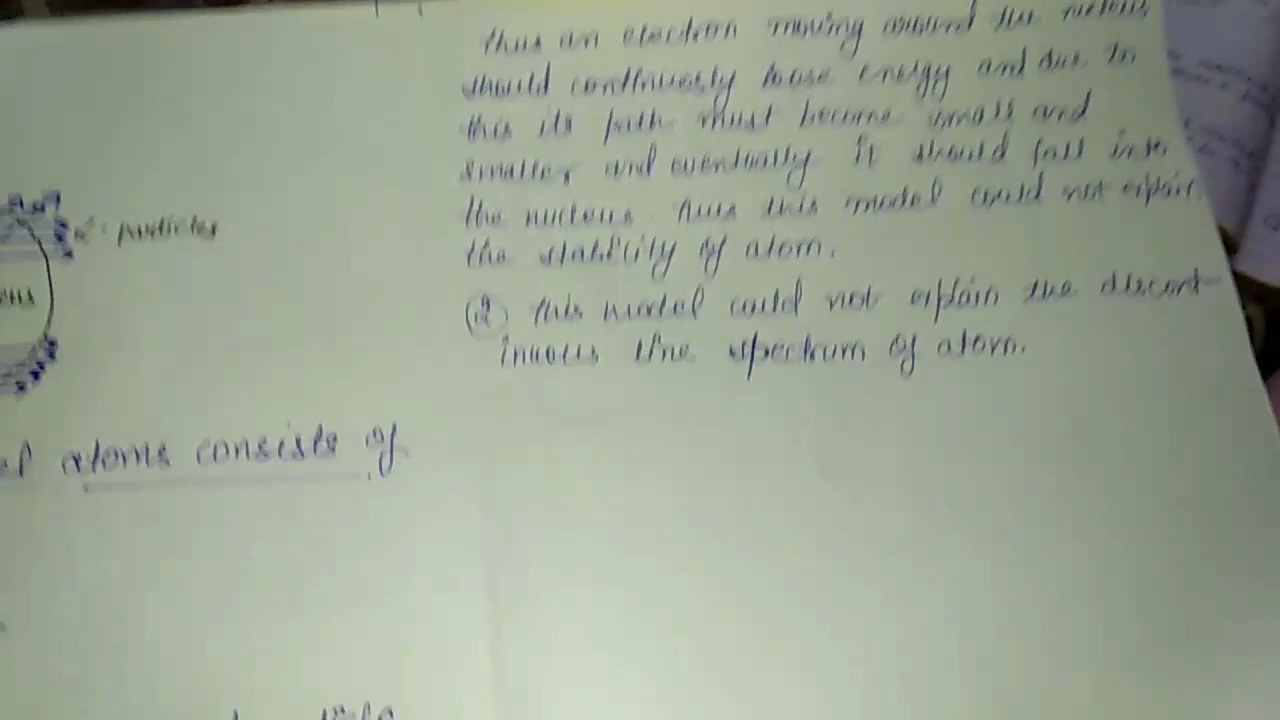 thus an electron moving around the nucleus
should continuously loose energy and due to
this its path must become small and
smaller and eventually it should fall into
the nucleus. thus this model could not explain
the stability of atom.
(2) this model could not explain the discont-
inuous line spectrum of atom.
α- particles
atoms consists of